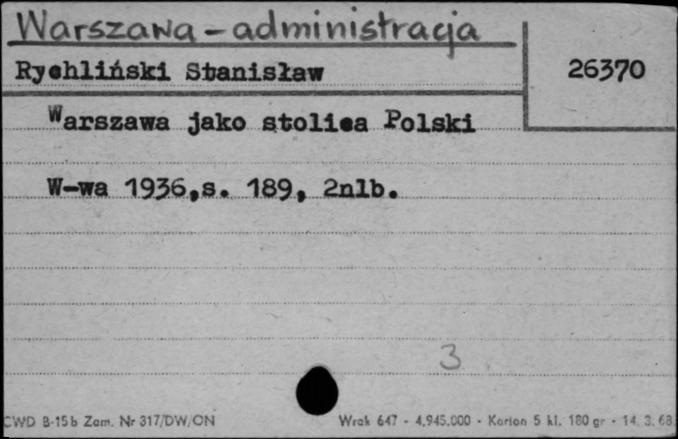 Warszawa - administracja
Rychliński Stanisław
26370
Warszawa jako stolica Polski
W-wa 1936,s. 189, 2nlb.
3
CWD B-15b Zam. Nr 317/DW/ON
Wrak 647 - 4.945.000 - Karton 5 kl. 180 gr - 14. 3. 68